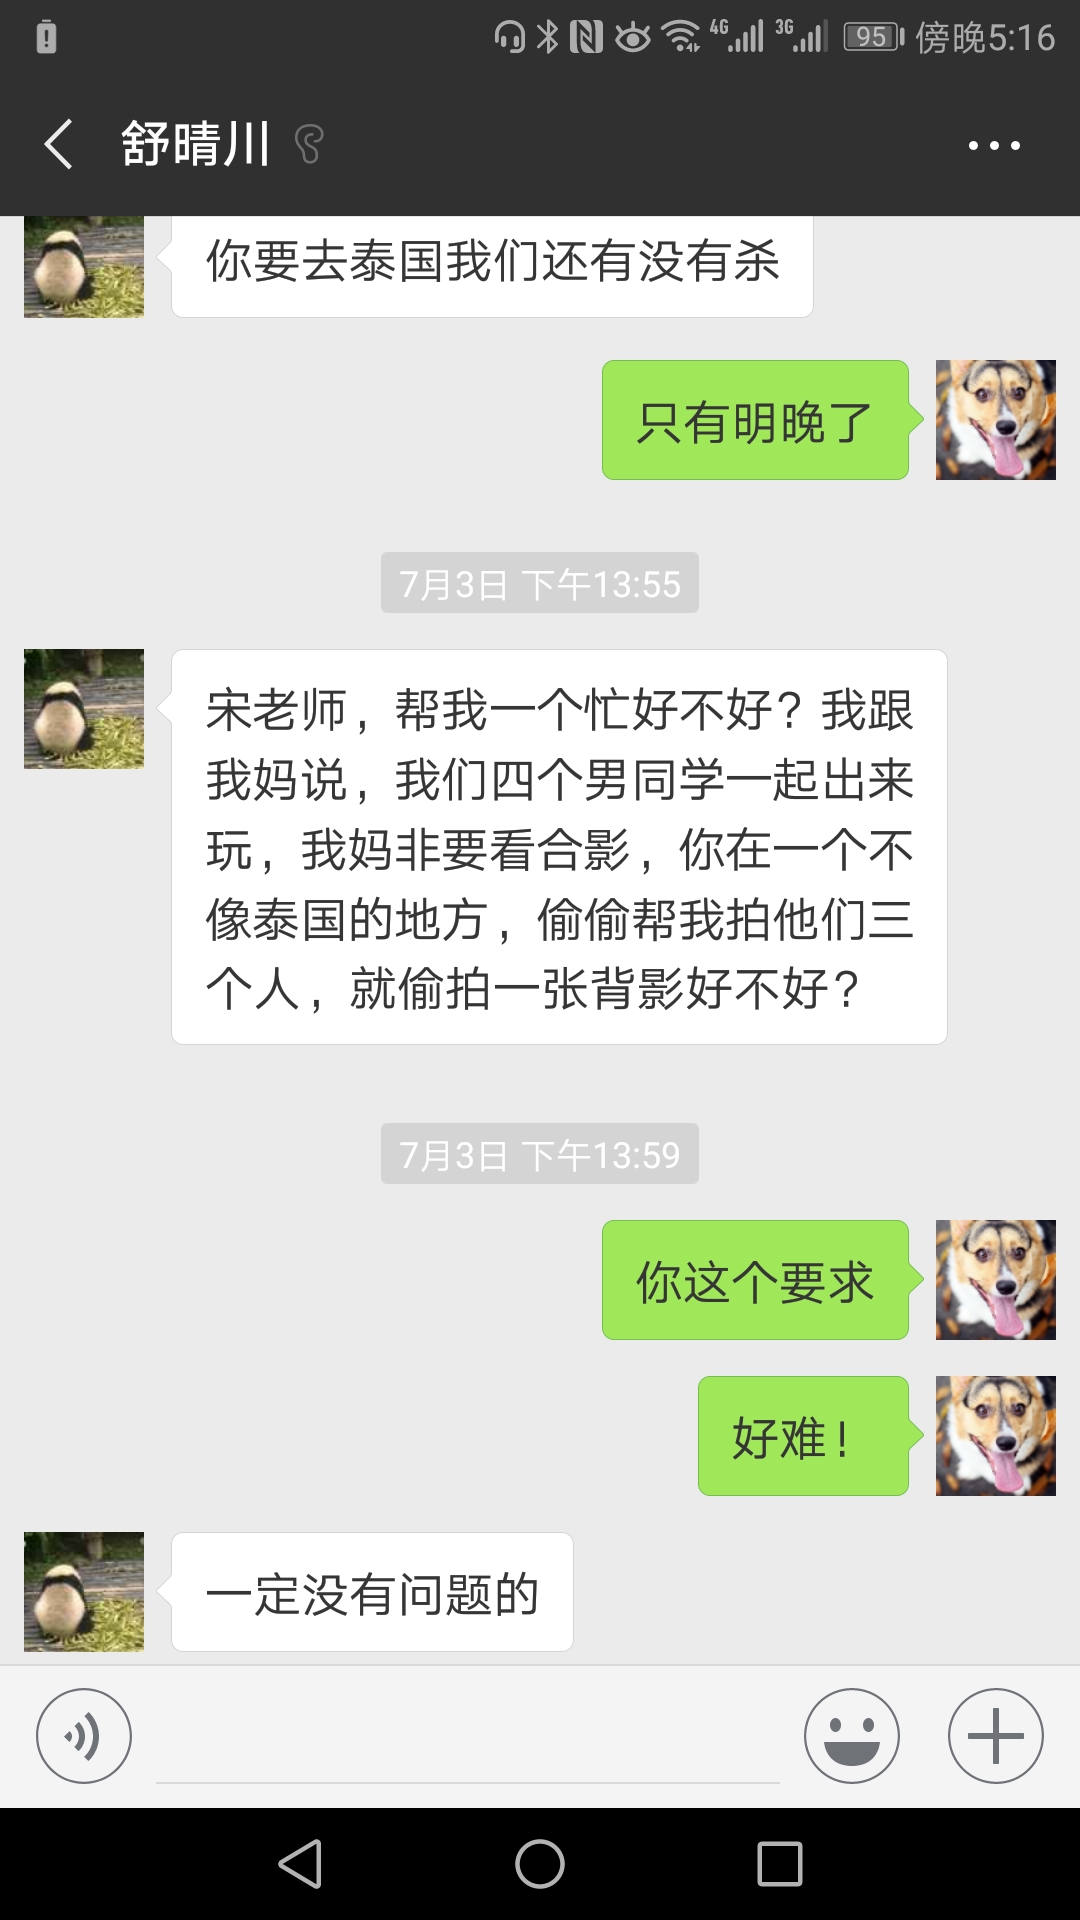 4G 3G 95 傍晚5:16
舒晴川
你要去泰国我们还有没有杀
只有明晚了
7月3日 下午13:55
宋老师，帮我一个忙好不好？我跟
我妈说，我们四个男同学一起出来
玩，我妈非要看合影，你在一个不
像泰国的地方，偷偷帮我拍他们三
个人，就偷拍一张背影好不好？
7月3日 下午13:59
你这个要求
好难！
一定没有问题的